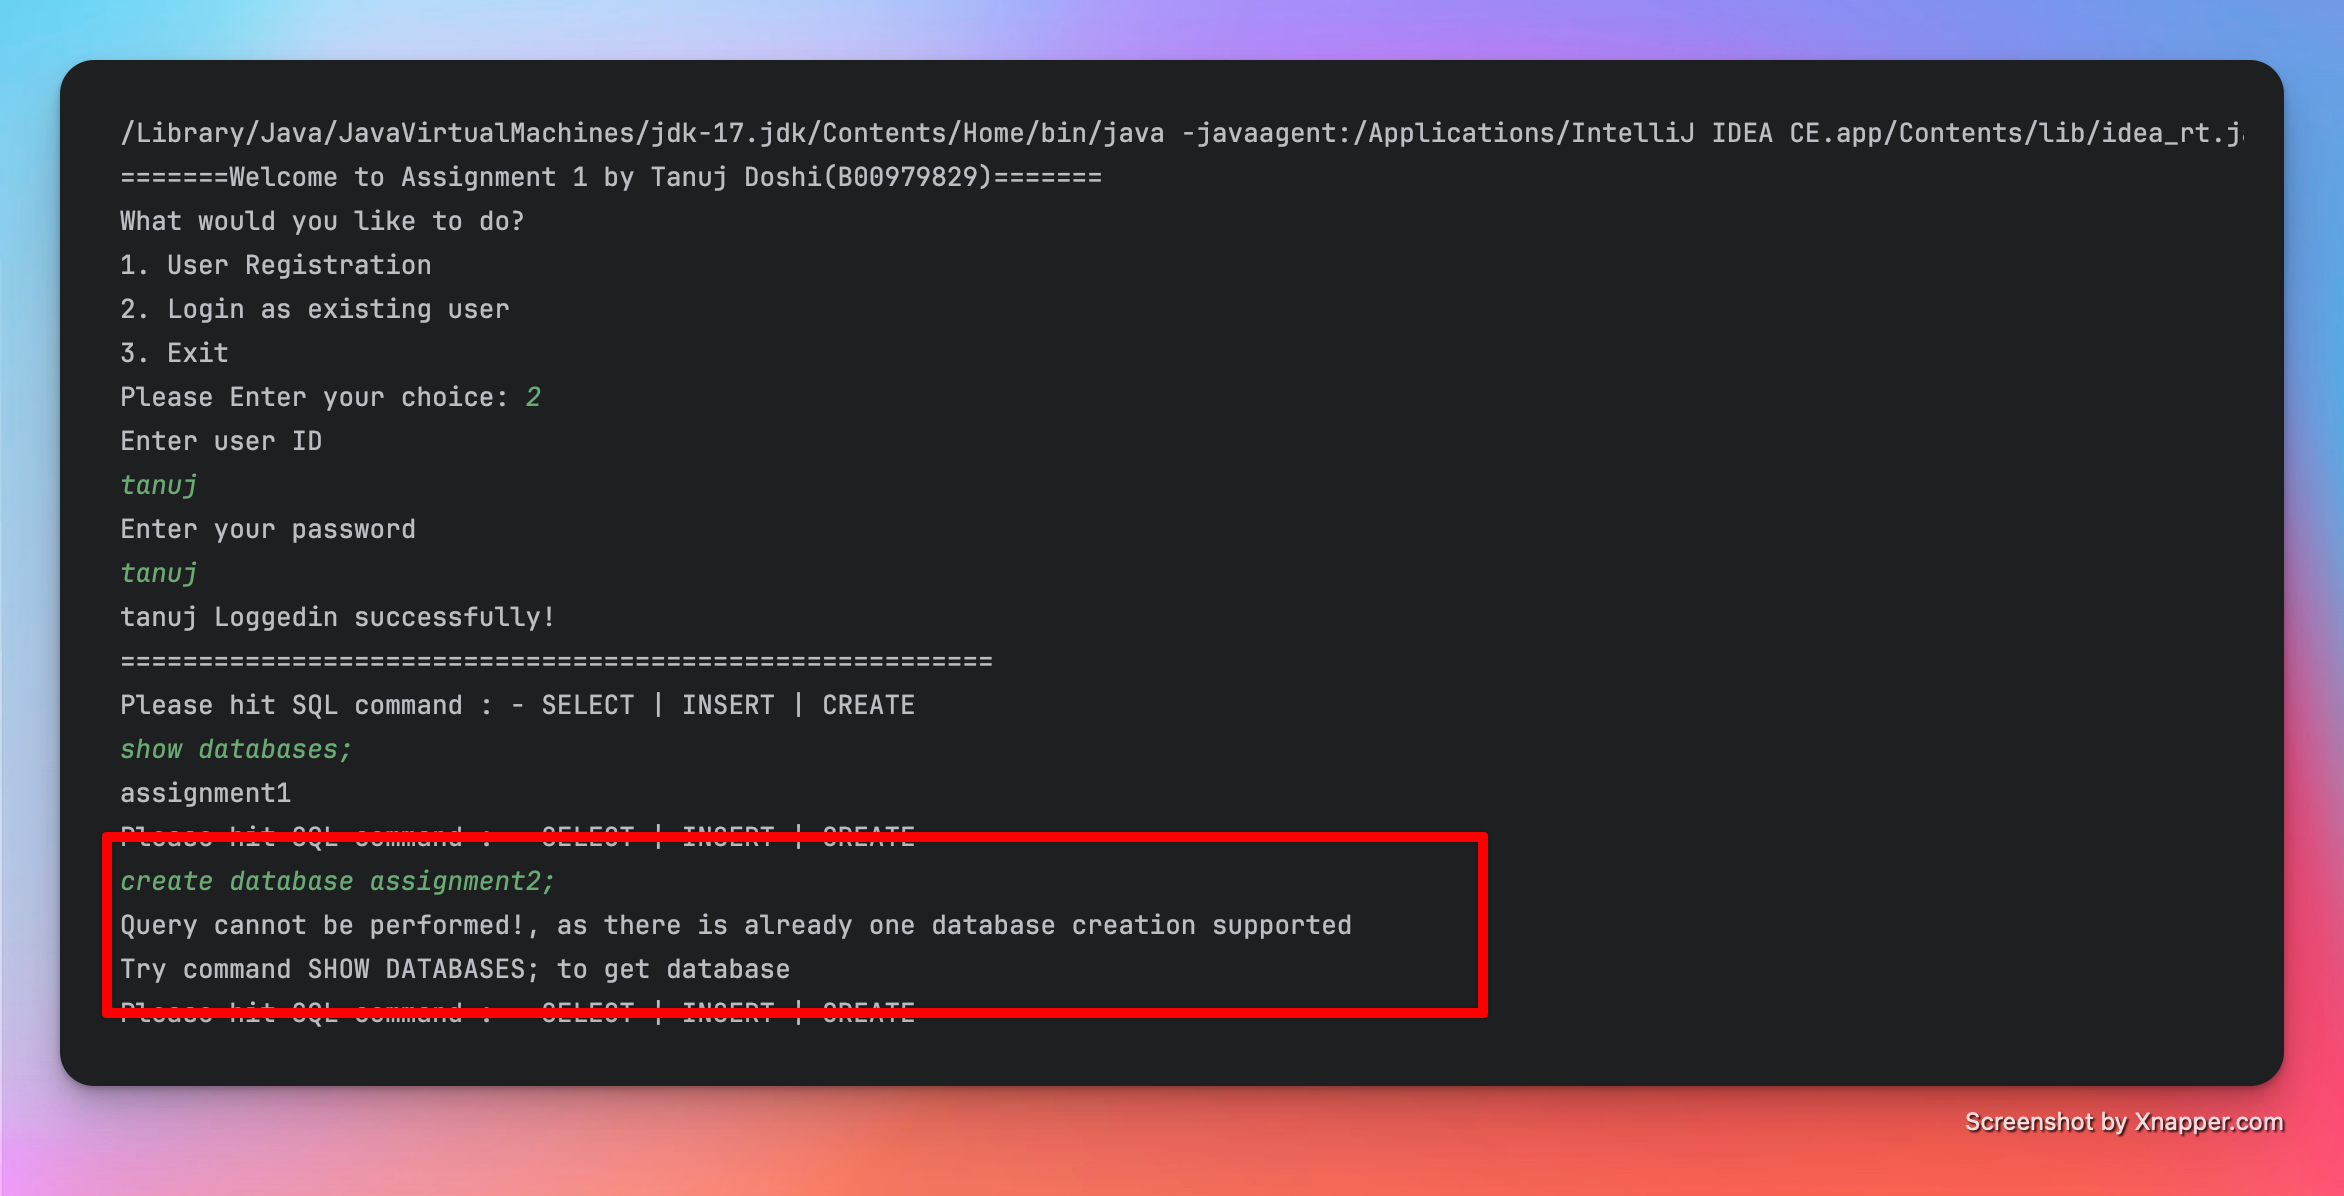 /Library/Java/JavaVirtualMachines/jdk-17.jdk/Contents/Home/bin/java -javaagent:/Applications/IntelliJ IDEA CE.app/Contents/lib/idea_rt.j
=======Welcome to Assignment 1 by Tanuj Doshi(B00979829)=======
What would you like to do?
1. User Registration
2. Login as existing user
3. Exit
Please Enter your choice: 2
Enter user ID
tanuj
Enter your password
tanuj
tanuj Loggedin successfully!
========================================================
Please hit SQL command : - SELECT | INSERT | CREATE
show databases;
assignment1
Please hit SQL command : - SELECT | INSERT | CREATE
create database assignment2;
Query cannot be performed!, as there is already one database creation supported
Try command SHOW DATABASES; to get database
Please hit SQL command : - SELECT | INSERT | CREATE
Screenshot by Xnapper.com